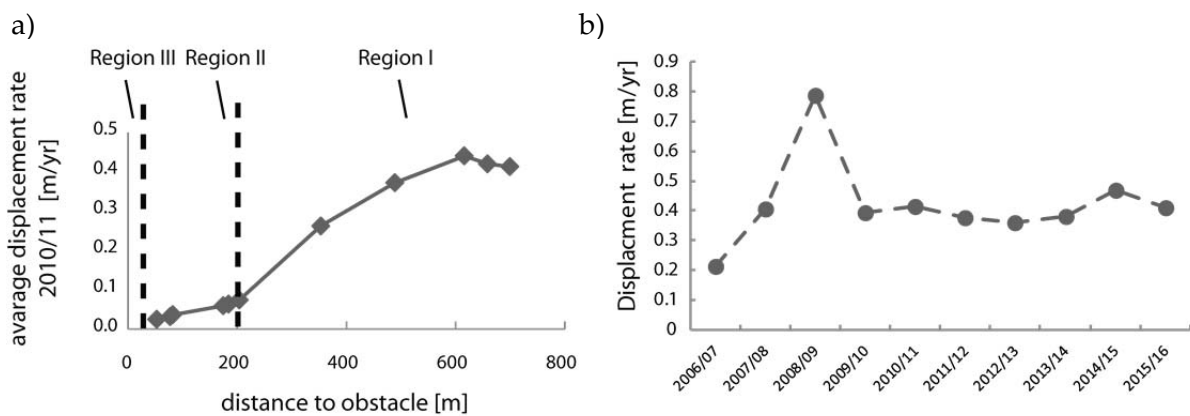 a)
Region III Region II Region I
avarage displacement rate
2010/11 [m/yr]
0.5
0.4
0.3
0.2
0.1
0.0
0 200 400 600 800
distance to obstacle [m]
b)
Displacment rate [m/yr]
0.9
0.8
0.7
0.6
0.5
0.4
0.3
0.2
0.1
0
2006/07 2007/08 2008/09 2009/10 2010/11 2011/12 2012/13 2013/14 2014/15 2015/16